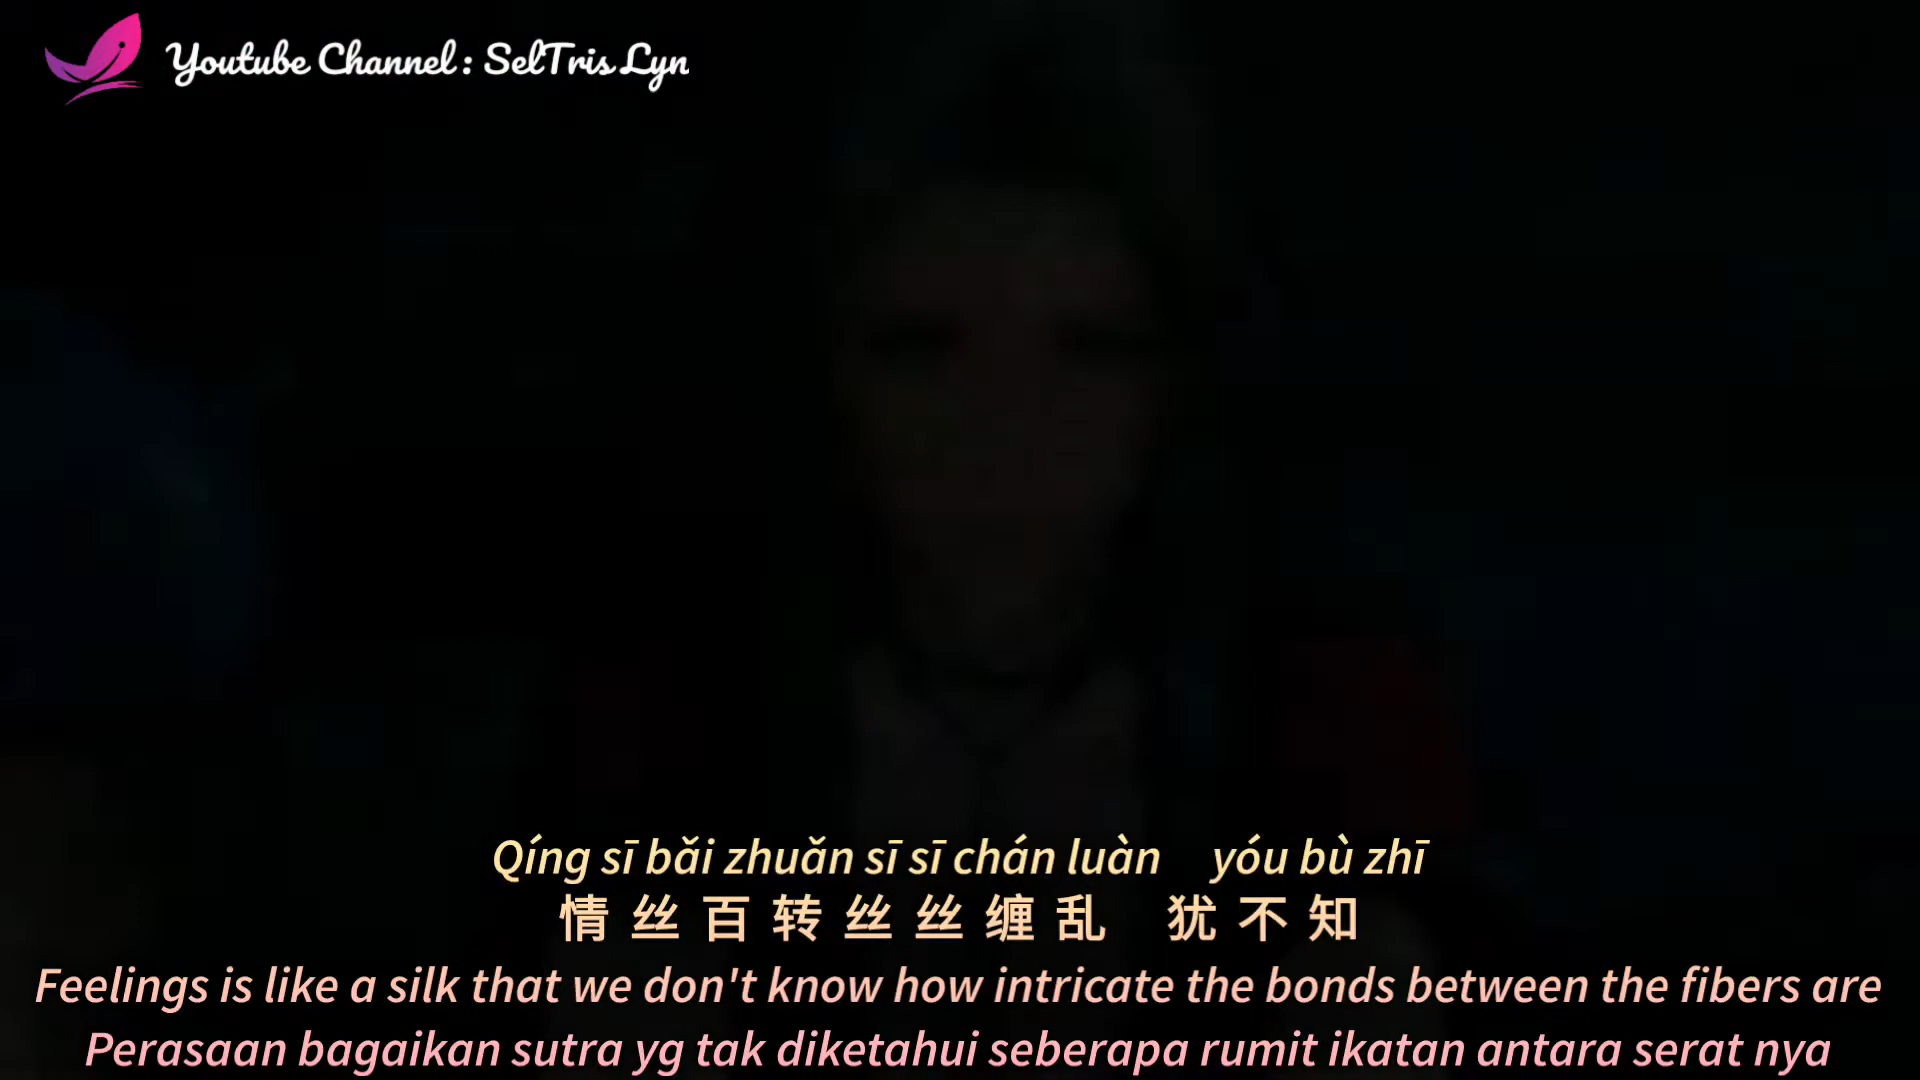 Youtube Channel : SelTris Lyn
Qíng sī bǎi zhuǎn sī sī chán luàn yóu bù zhī
情 丝 百 转 丝 丝 缠 乱 犹 不 知
Feelings is like a silk that we don't know how intricate the bonds between the fibers are
Perasaan bagaikan sutra yg tak diketahui seberapa rumit ikatan antara serat nya